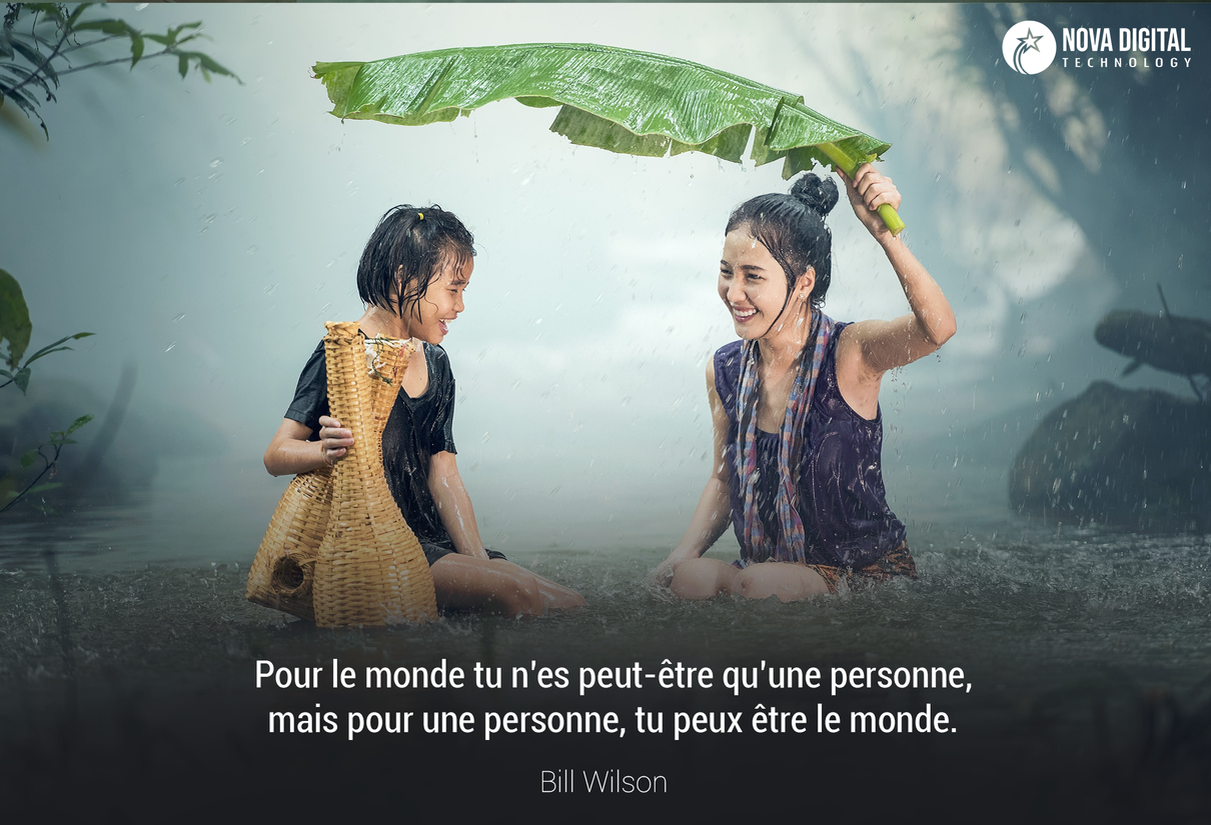 NOVA DIGITAL
TECHNOLOGY
Pour le monde tu n'es peut-être qu'une personne,
mais pour une personne, tu peux être le monde.
Bill Wilson